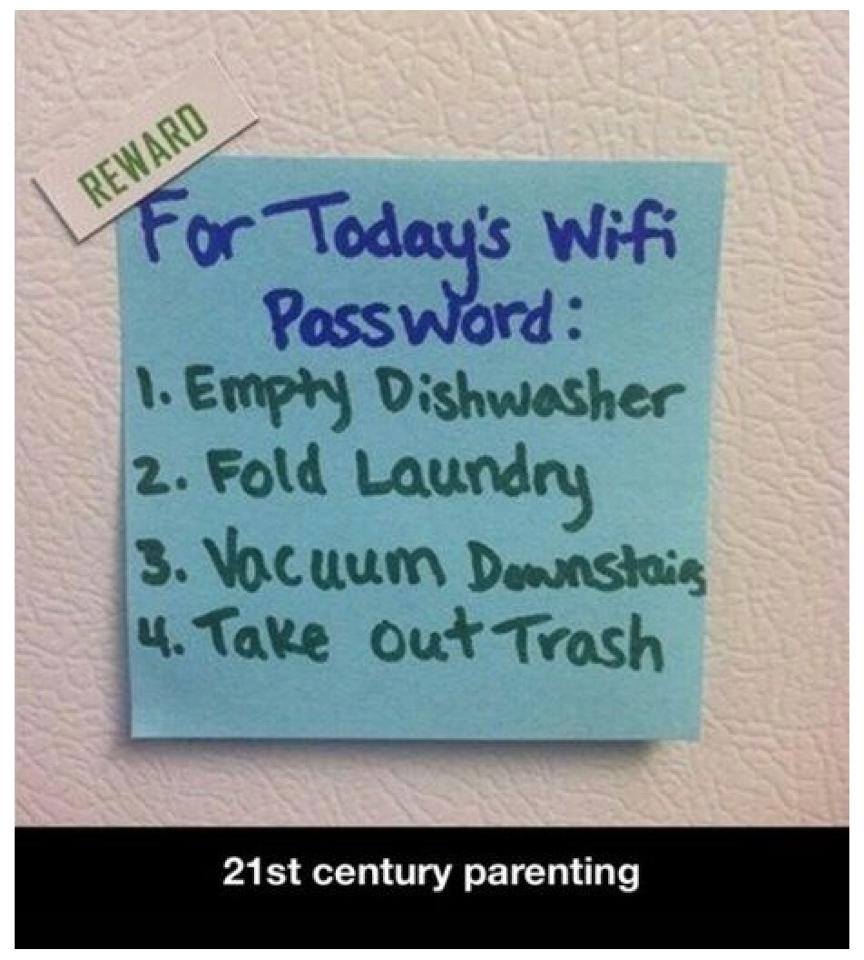 REWARD
For Today's Wifi
Password:
1. Empty Dishwasher
2. Fold Laundry
3. Vacuum Downstairs
4. Take Out Trash
21st century parenting